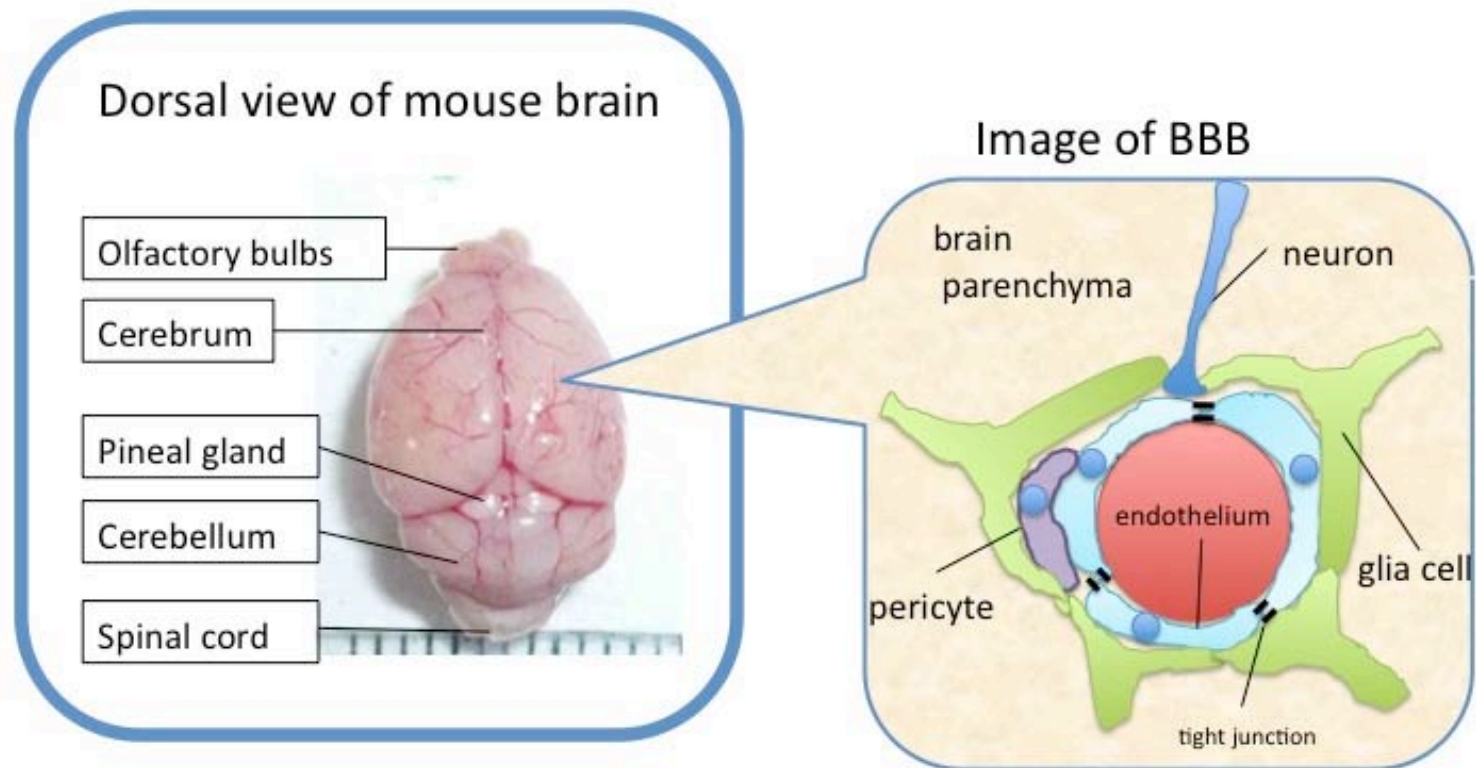 Dorsal view of mouse brain
Olfactory bulbs
Cerebrum
Pineal gland
Cerebellum
Spinal cord
Image of BBB
brain
parenchyma
neuron
endothelium
glia cell
pericyte
tight junction